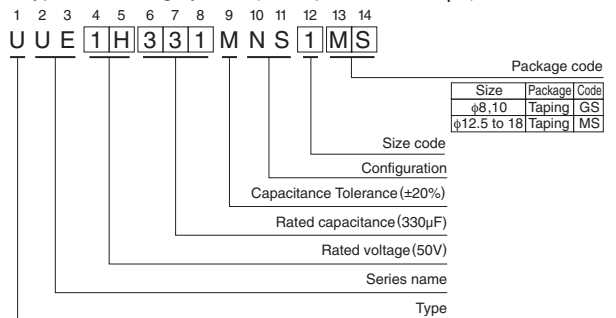 1 2 3 4 5 6 7 8 9 10 11 12 13 14
U U E 1 H 3 3 1 M N S 1 M S
Package code
Size Package Code
ϕ8,10 Taping GS
ϕ12.5 to 18 Taping MS
Size code
Configuration
Capacitance Tolerance (±20%)
Rated capacitance (330µF)
Rated voltage (50V)
Series name
Type